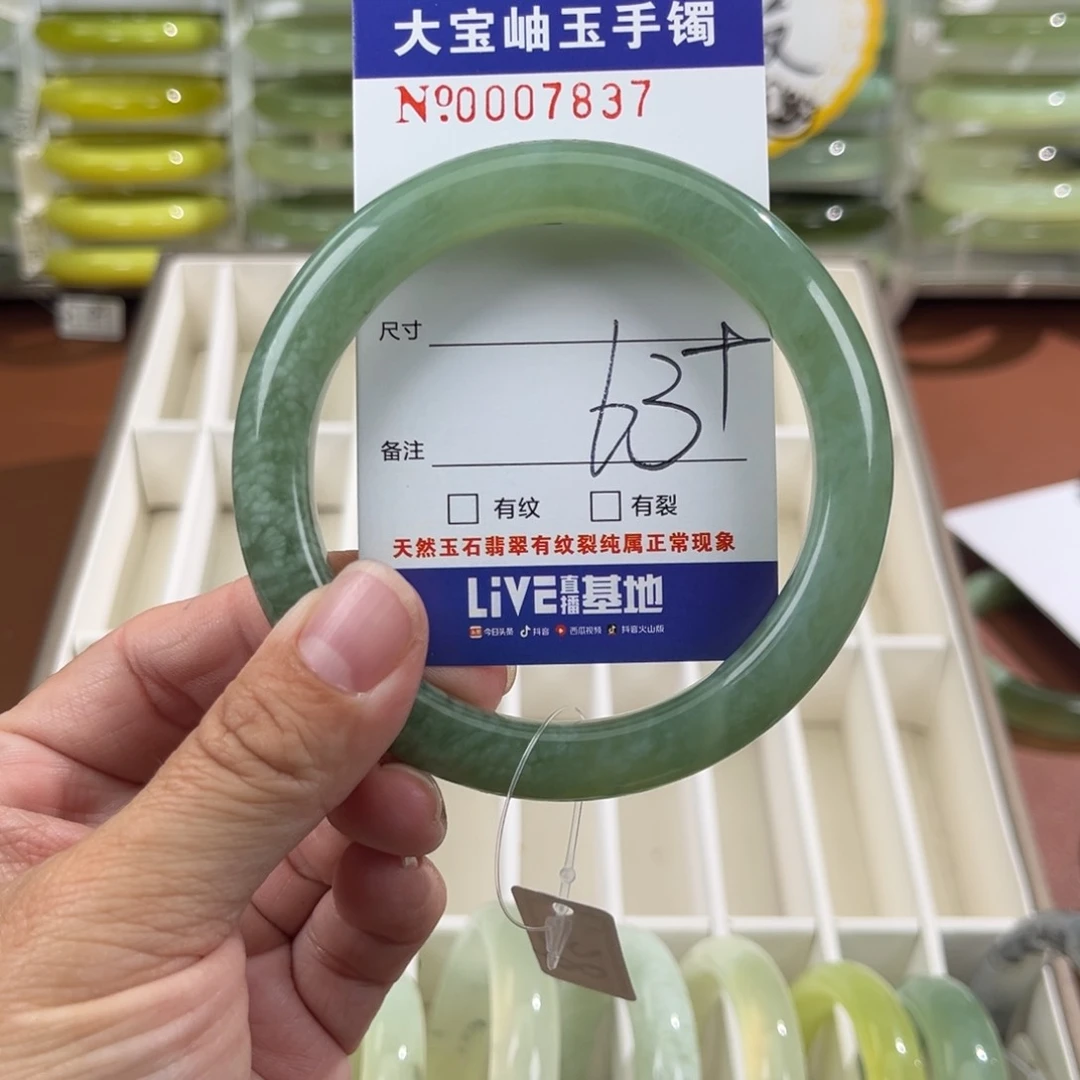 大宝岫玉手镯
Nº0007837
尺寸
63↑
备注
□ 有纹 □ 有裂
天然玉石翡翠有纹裂纯属正常现象
LiVE直播基地
今日头条 抖音 西瓜视频 抖音火山版